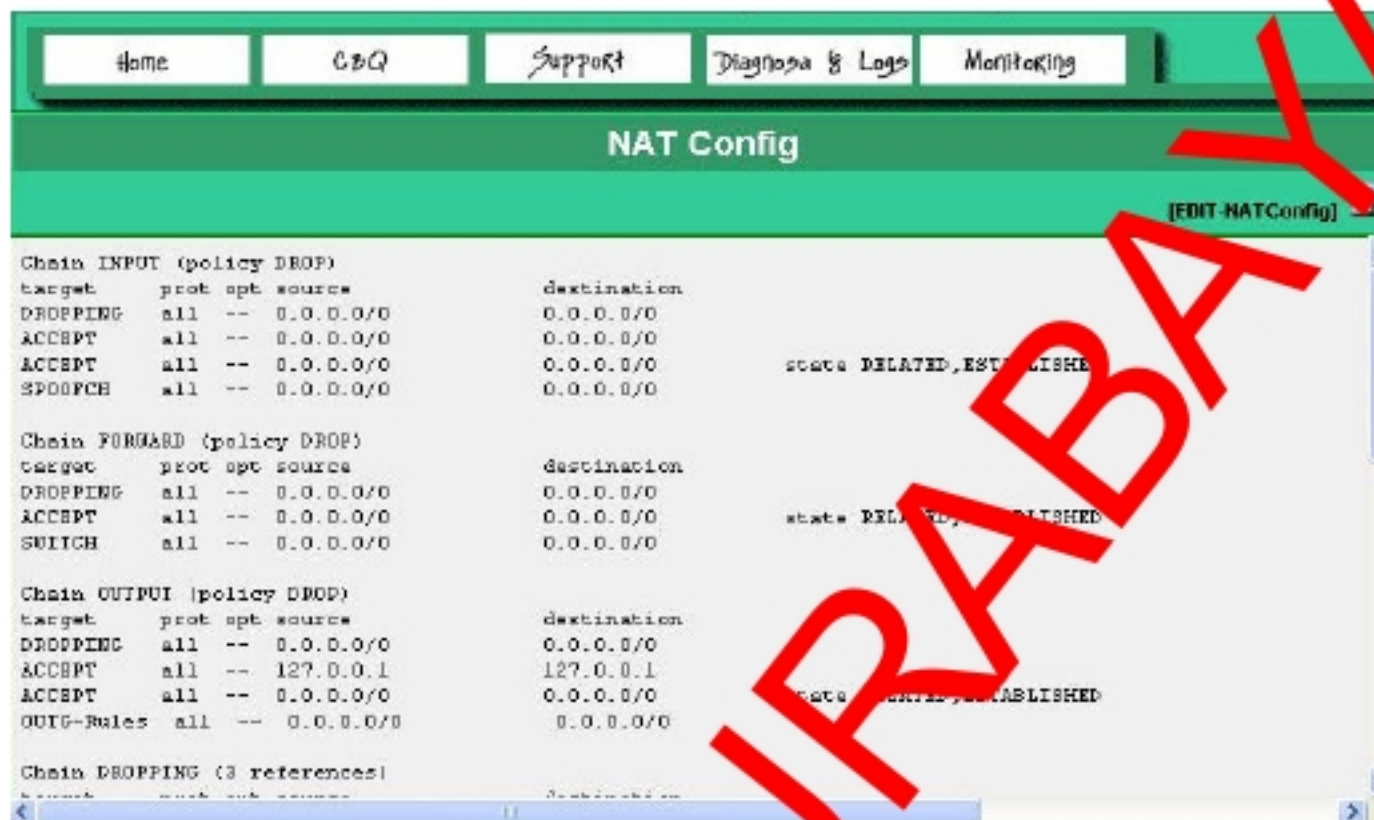 Home CBQ Support Diagnosa & Logs Monitoring
NAT Config
[EDIT-NATConfig]
Chain INPUT (policy DROP)
target prot opt source destination
DROPPING all -- 0.0.0.0/0 0.0.0.0/0
ACCEPT all -- 0.0.0.0/0 0.0.0.0/0
ACCEPT all -- 0.0.0.0/0 0.0.0.0/0 state RELATED,ESTABLISHED
SPOOFCH all -- 0.0.0.0/0 0.0.0.0/0
Chain FORWARD (policy DROP)
target prot opt source destination
DROPPING all -- 0.0.0.0/0 0.0.0.0/0
ACCEPT all -- 0.0.0.0/0 0.0.0.0/0 state RELATED,ESTABLISHED
SWITCH all -- 0.0.0.0/0 0.0.0.0/0
Chain OUTPUT (policy DROP)
target prot opt source destination
DROPPING all -- 0.0.0.0/0 0.0.0.0/0
ACCEPT all -- 127.0.0.1 127.0.0.1
ACCEPT all -- 0.0.0.0/0 0.0.0.0/0 state RELATED,ESTABLISHED
OUTG-Rules all -- 0.0.0.0/0 0.0.0.0/0
Chain DROPPING (3 references)
IRABAY